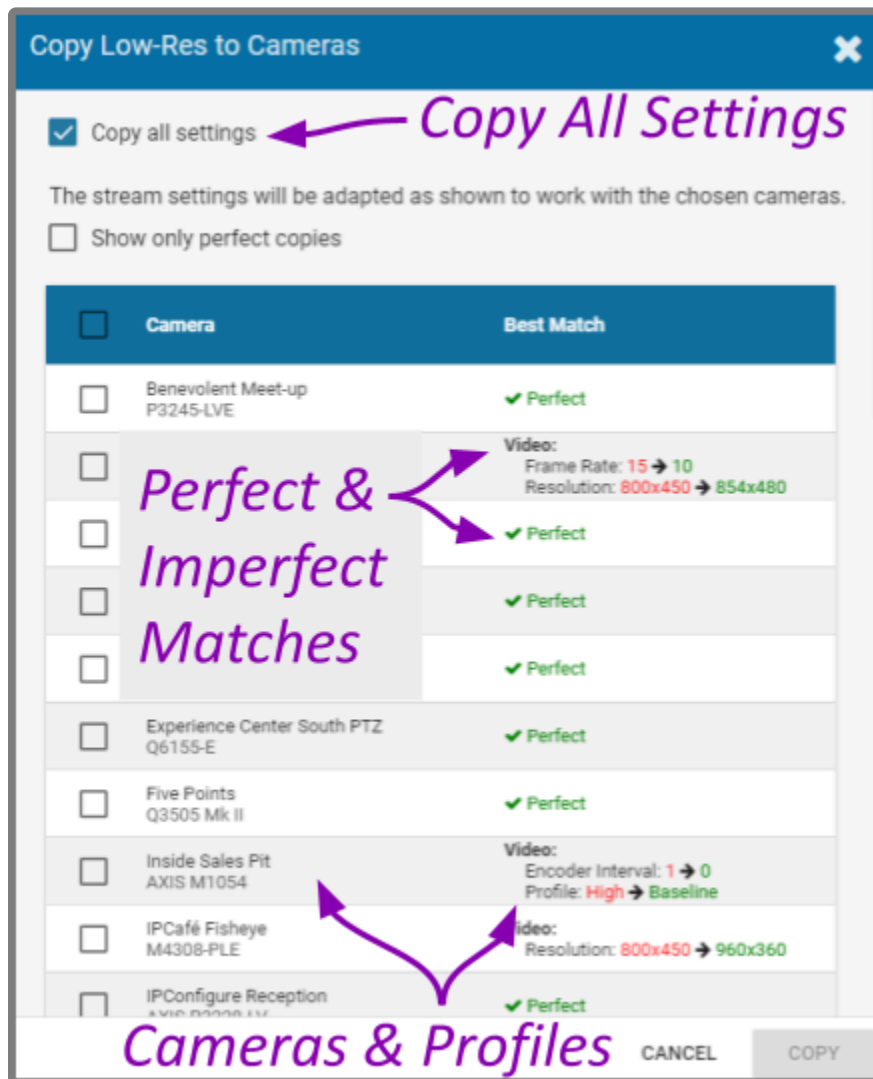 Copy Low-Res to Cameras
Copy all settings
Copy All Settings
The stream settings will be adapted as shown to work with the chosen cameras.
Show only perfect copies
Camera Best Match
Benevolent Meet-up
P3245-LVE
✔ Perfect
Video:
Frame Rate: 15 → 10
Resolution: 800x450 → 854x480
Perfect &
Imperfect
Matches
✔ Perfect
✔ Perfect
✔ Perfect
Experience Center South PTZ
Q6155-E
✔ Perfect
Five Points
Q3505 Mk II
✔ Perfect
Inside Sales Pit
AXIS M1054
Video:
Encoder Interval: 1 → 0
Profile: High → Baseline
IPCafé Fisheye
M4308-PLE
Video:
Resolution: 800x450 → 960x360
IPConfigure Reception
✔ Perfect
Cameras & Profiles
CANCEL COPY